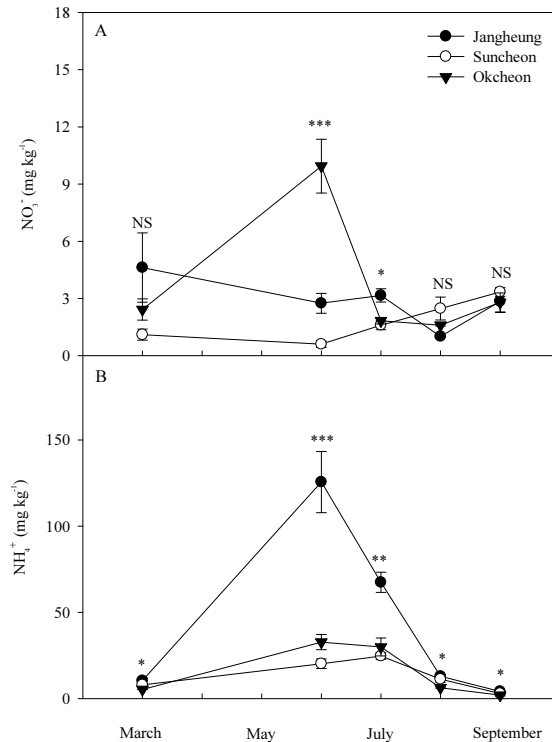 18
A
Jangheung
Suncheon
Okcheon
15
***
12
NO₃⁻ (mg kg⁻¹)
9
NS
6
*
NS
NS
3
0
B
150
***
NH₄⁺ (mg kg⁻¹)
100
**
50
*
*
*
0
March
May
July
September